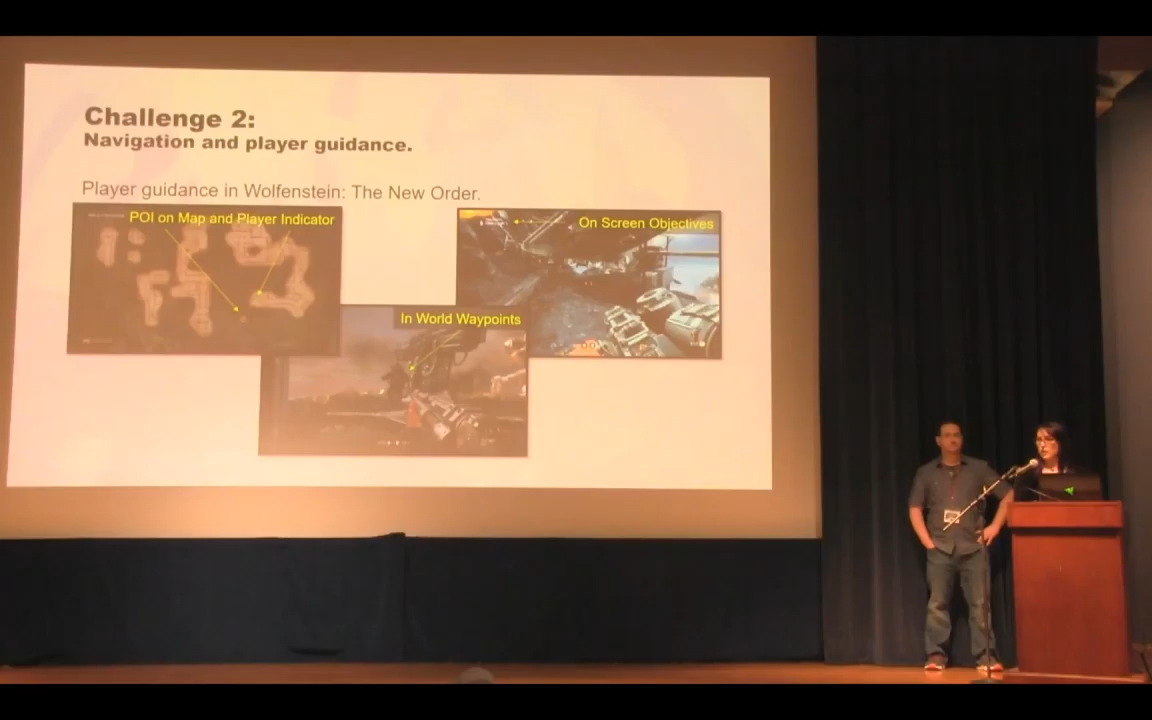 Challenge 2:
Navigation and player guidance.
Player guidance in Wolfenstein: The New Order.
POI on Map and Player Indicator
On Screen Objectives
In World Waypoints